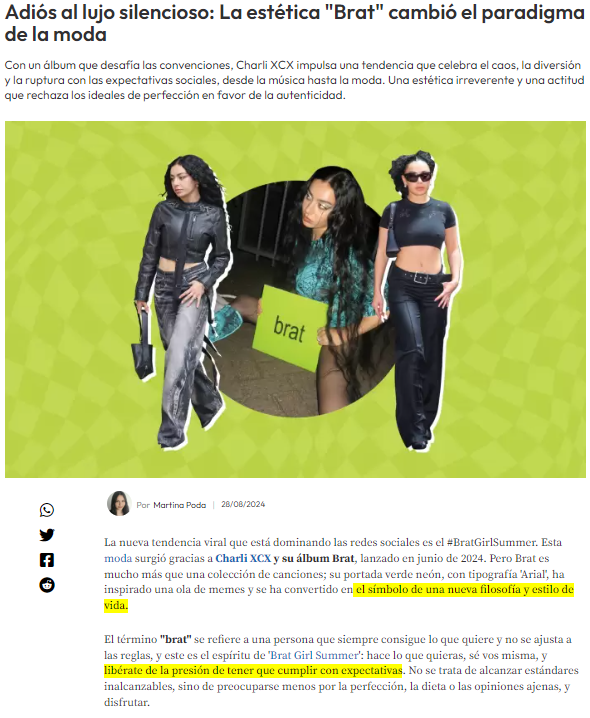 Adiós al lujo silencioso: La estética "Brat" cambió el paradigma
de la moda
Con un álbum que desafía las convenciones, Charli XCX impulsa una tendencia que celebra el caos, la diversión
y la ruptura con las expectativas sociales, desde la música hasta la moda. Una estética irreverente y una actitud
que rechaza los ideales de perfección en favor de la autenticidad.
brat
Por Martina Poda | 28/08/2024
La nueva tendencia viral que está dominando las redes sociales es el #BratGirlSummer. Esta
moda surgió gracias a Charli XCX y su álbum Brat, lanzado en junio de 2024. Pero Brat es
mucho más que una colección de canciones; su portada verde neón, con tipografía 'Arial', ha
inspirado una ola de memes y se ha convertido en el símbolo de una nueva filosofía y estilo de
vida.
El término "brat" se refiere a una persona que siempre consigue lo que quiere y no se ajusta a
las reglas, y este es el espíritu de 'Brat Girl Summer': hace lo que quieras, sé vos misma, y
libérate de la presión de tener que cumplir con expectativas. No se trata de alcanzar estándares
inalcanzables, sino de preocuparse menos por la perfección, la dieta o las opiniones ajenas, y
disfrutar.